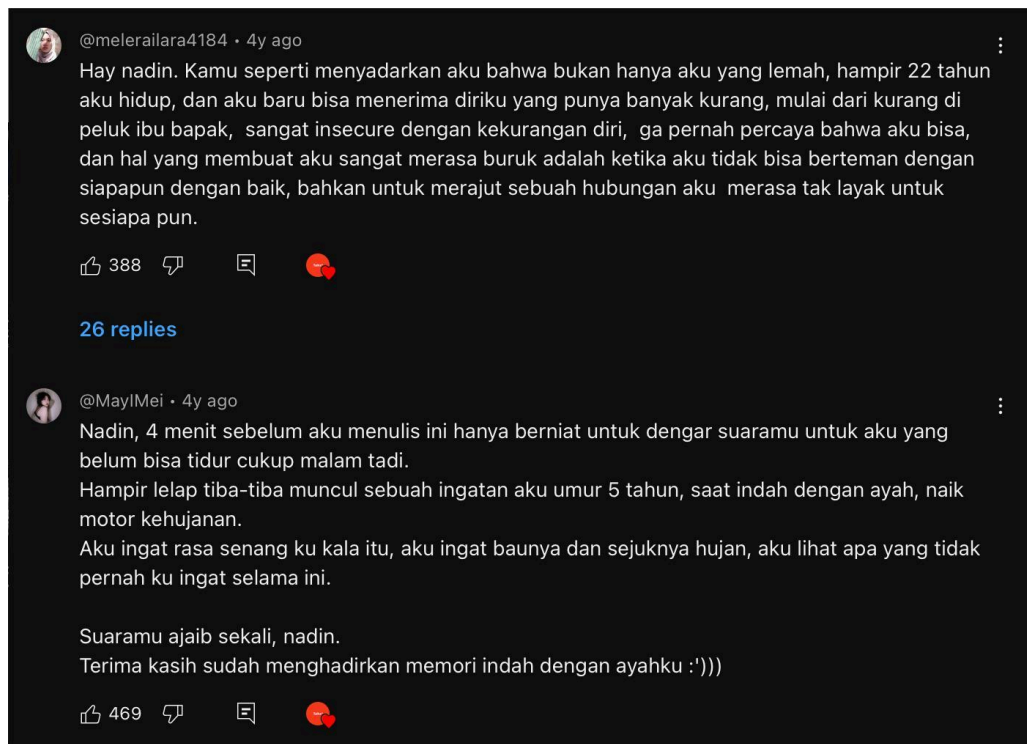 @melerailara4184 • 4y ago
Hay nadin. Kamu seperti menyadarkan aku bahwa bukan hanya aku yang lemah, hampir 22 tahun
aku hidup, dan aku baru bisa menerima diriku yang punya banyak kurang, mulai dari kurang di
peluk ibu bapak, sangat insecure dengan kekurangan diri, ga pernah percaya bahwa aku bisa,
dan hal yang membuat aku sangat merasa buruk adalah ketika aku tidak bisa berteman dengan
siapapun dengan baik, bahkan untuk merajut sebuah hubungan aku merasa tak layak untuk
sesiapa pun.
388
26 replies
@MayIMei • 4y ago
Nadin, 4 menit sebelum aku menulis ini hanya berniat untuk dengar suaramu untuk aku yang
belum bisa tidur cukup malam tadi.
Hampir lelap tiba-tiba muncul sebuah ingatan aku umur 5 tahun, saat indah dengan ayah, naik
motor kehujanan.
Aku ingat rasa senang ku kala itu, aku ingat baunya dan sejuknya hujan, aku lihat apa yang tidak
pernah ku ingat selama ini.
Suaramu ajaib sekali, nadin.
Terima kasih sudah menghadirkan memori indah dengan ayahku :')))
469